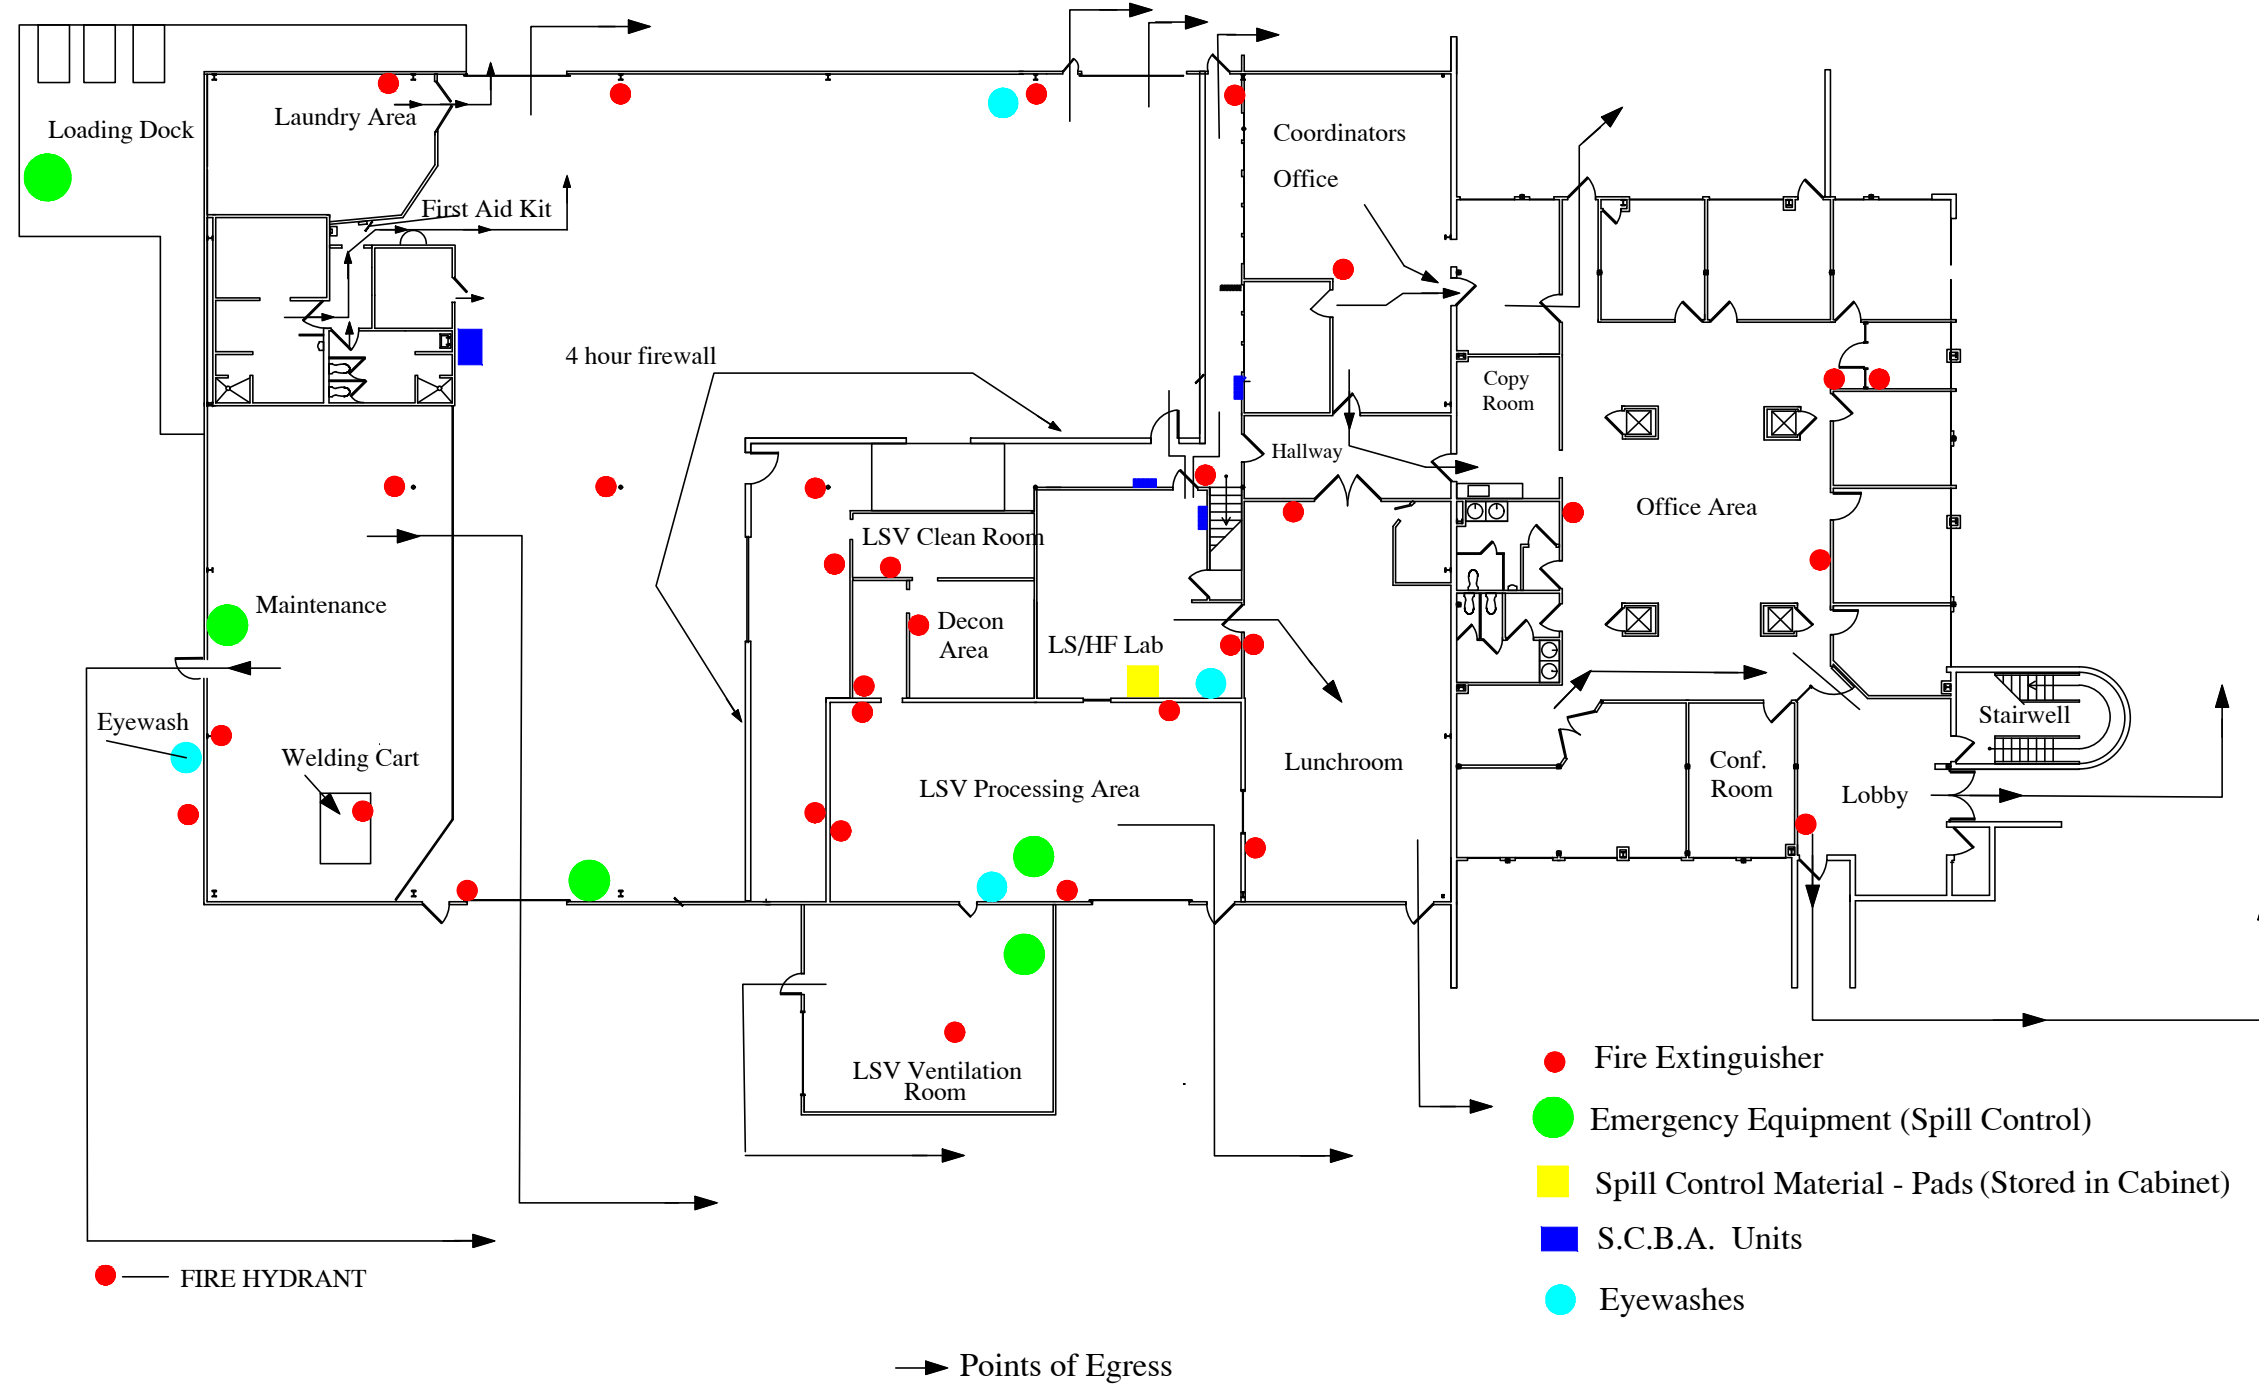 Loading Dock
Laundry Area
Coordinators
Office
First Aid Kit
4 hour firewall
Copy
Room
Hallway
Office Area
LSV Clean Room
Maintenance
Decon
Area
LS/HF Lab
Eyewash
Welding Cart
Stairwell
Lunchroom
Conf.
Room
LSV Processing Area
Lobby
LSV Ventilation
Room
Fire Extinguisher
Emergency Equipment (Spill Control)
Spill Control Material - Pads (Stored in Cabinet)
S.C.B.A. Units
Eyewashes
FIRE HYDRANT
Points of Egress